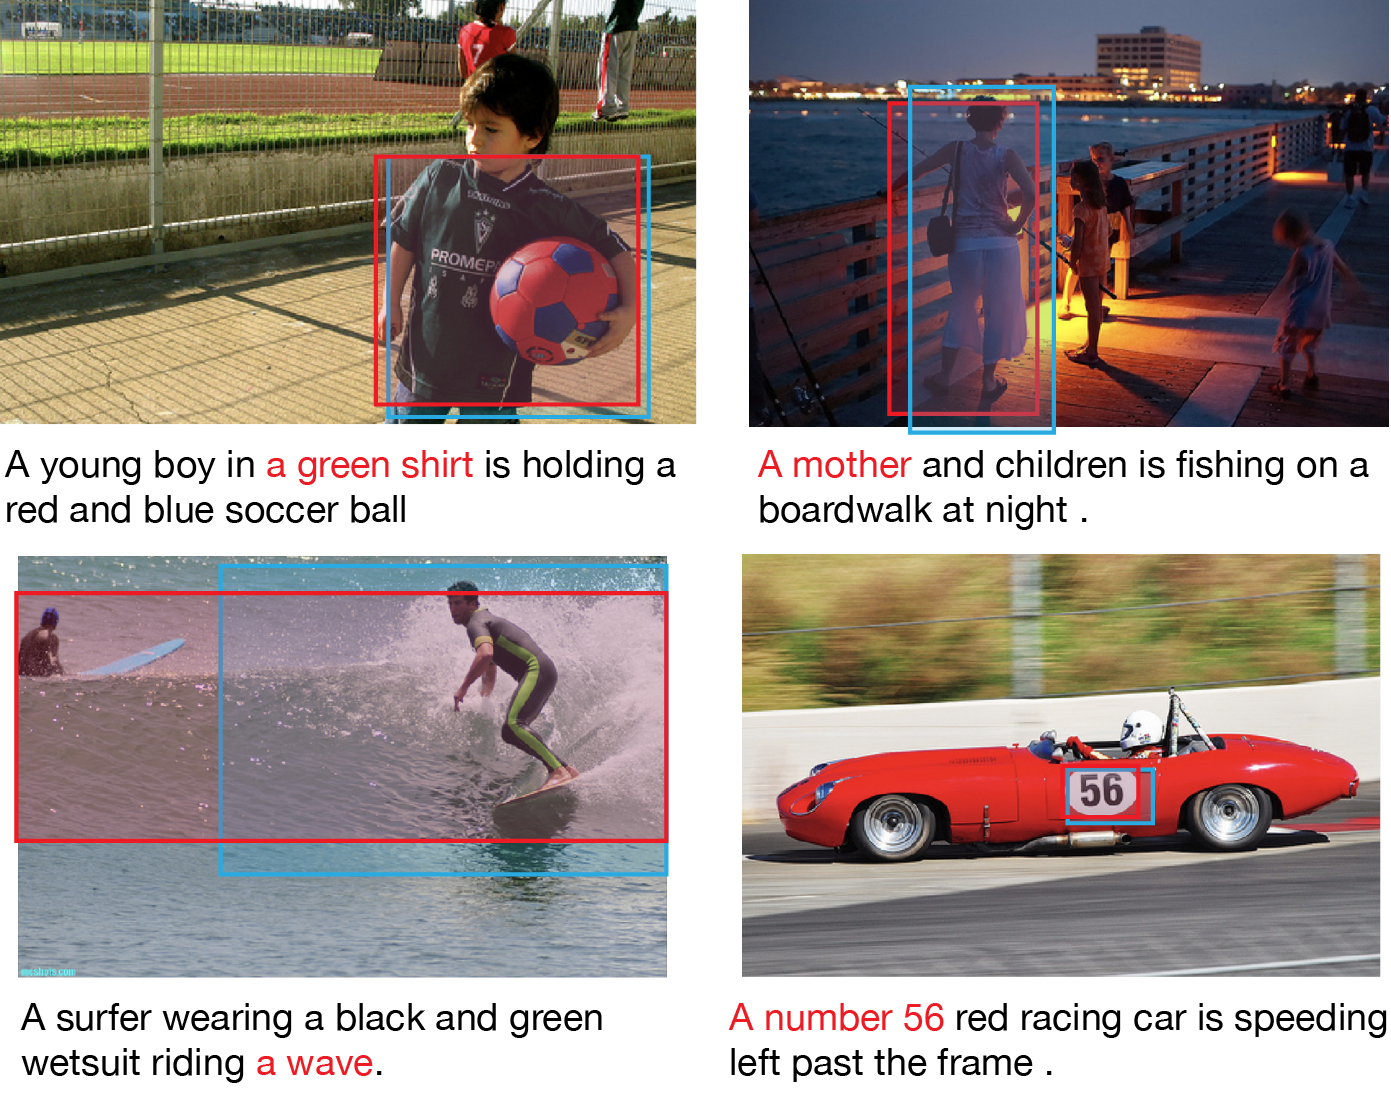 7
PROMEP
A young boy in a green shirt is holding a
red and blue soccer ball
A mother and children is fishing on a
boardwalk at night .
A surfer wearing a black and green
wetsuit riding a wave.
56
A number 56 red racing car is speeding
left past the frame .